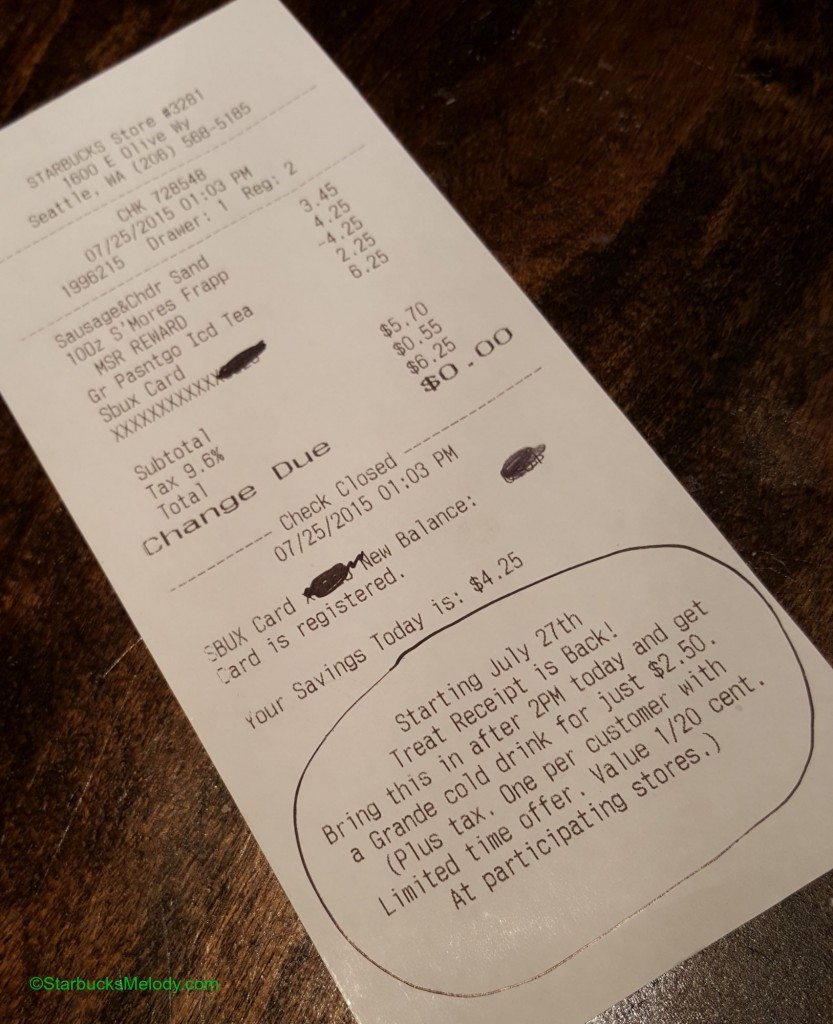 STARBUCKS Store #3281
1600 E Olive Wy
Seattle, WA (206) 568-5185
CHK 728548
07/25/2015 01:03 PM
1996215 Drawer: 1 Reg: 2
Sausage&Chdr Sand 3.45
10Oz S'Mores Frapp 4.25
MSR REWARD -4.25
Gr Pasntgo Icd Tea 2.25
Sbux Card 6.25
XXXXXXXXXXXX
Subtotal $5.70
Tax 9.6% $0.55
Total $6.25
Change Due $0.00
Check Closed
07/25/2015 01:03 PM
SBUX Card New Balance:
Card is registered.
Your Savings Today is: $4.25
Starting July 27th
Treat Receipt is Back!
Bring this in after 2PM today and get
a Grande cold drink for just $2.50.
(Plus tax. One per customer with
Limited time offer. Value 1/20 cent.
At participating stores.)
©StarbucksMelody.com